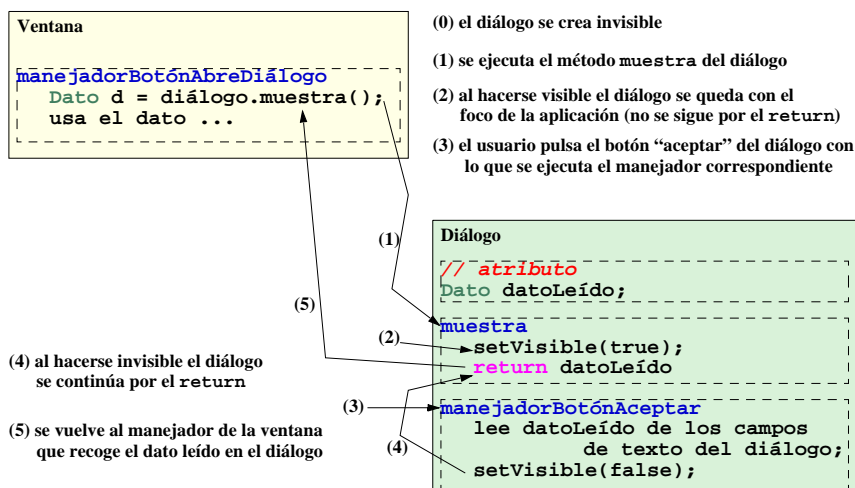 Ventana
manejadorBotónAbreDiálogo
Dato d = diálogo.muestra();
usa el dato ...
(0) el diálogo se crea invisible
(1) se ejecuta el método muestra del diálogo
(2) al hacerse visible el diálogo se queda con el
foco de la aplicación (no se sigue por el return)
(3) el usuario pulsa el botón “aceptar” del diálogo con
lo que se ejecuta el manejador correspondiente
(1)
(5)
Diálogo
// atributo
Dato datoLeído;
muestra
(2)
setVisible(true);
return datoLeído
(4) al hacerse invisible el diálogo
se continúa por el return
(3)
manejadorBotónAceptar
lee datoLeído de los campos
de texto del diálogo;
(4)
setVisible(false);
(5) se vuelve al manejador de la ventana
que recoge el dato leído en el diálogo